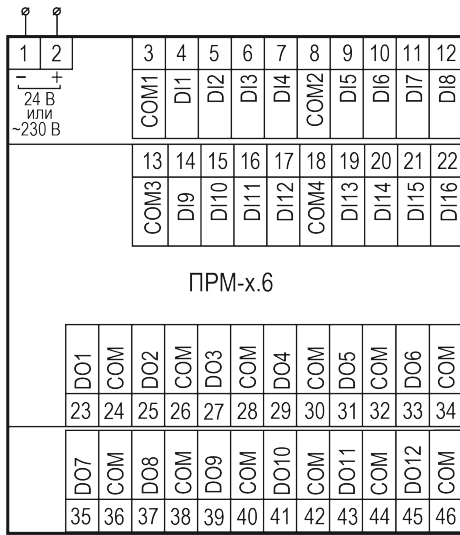 1 2 3 4 5 6 7 8 9 10 11 12
− +
24 В
или
~230 В
COM1 DI1 DI2 DI3 DI4 COM2 DI5 DI6 DI7 DI8
13 14 15 16 17 18 19 20 21 22
COM3 DI9 DI10 DI11 DI12 COM4 DI13 DI14 DI15 DI16
ПРМ-х.6
DO1 COM DO2 COM DO3 COM DO4 COM DO5 COM DO6 COM
23 24 25 26 27 28 29 30 31 32 33 34
DO7 COM DO8 COM DO9 COM DO10 COM DO11 COM DO12 COM
35 36 37 38 39 40 41 42 43 44 45 46